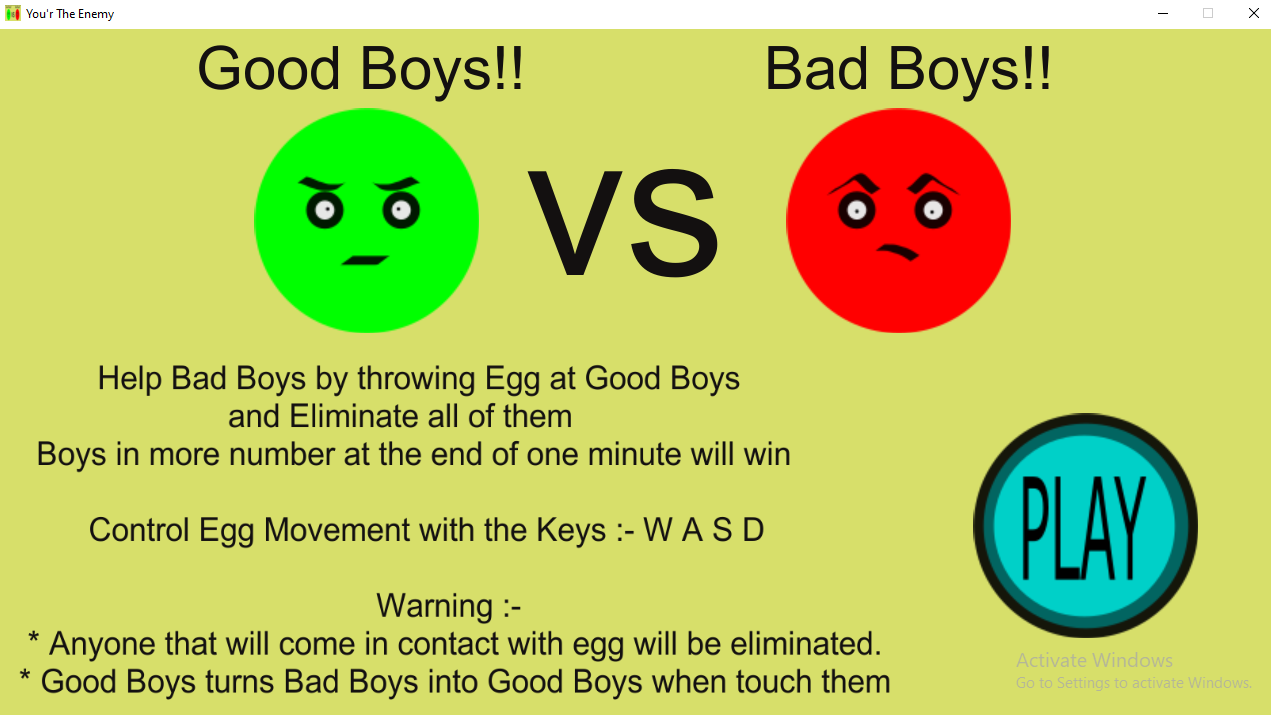 You'r The Enemy
Good Boys!! Bad Boys!!
VS
Help Bad Boys by throwing Egg at Good Boys
and Eliminate all of them
Boys in more number at the end of one minute will win
Control Egg Movement with the Keys :- W A S D
PLAY
Warning :-
* Anyone that will come in contact with egg will be eliminated.
* Good Boys turns Bad Boys into Good Boys when touch them
Activate Windows
Go to Settings to activate Windows.